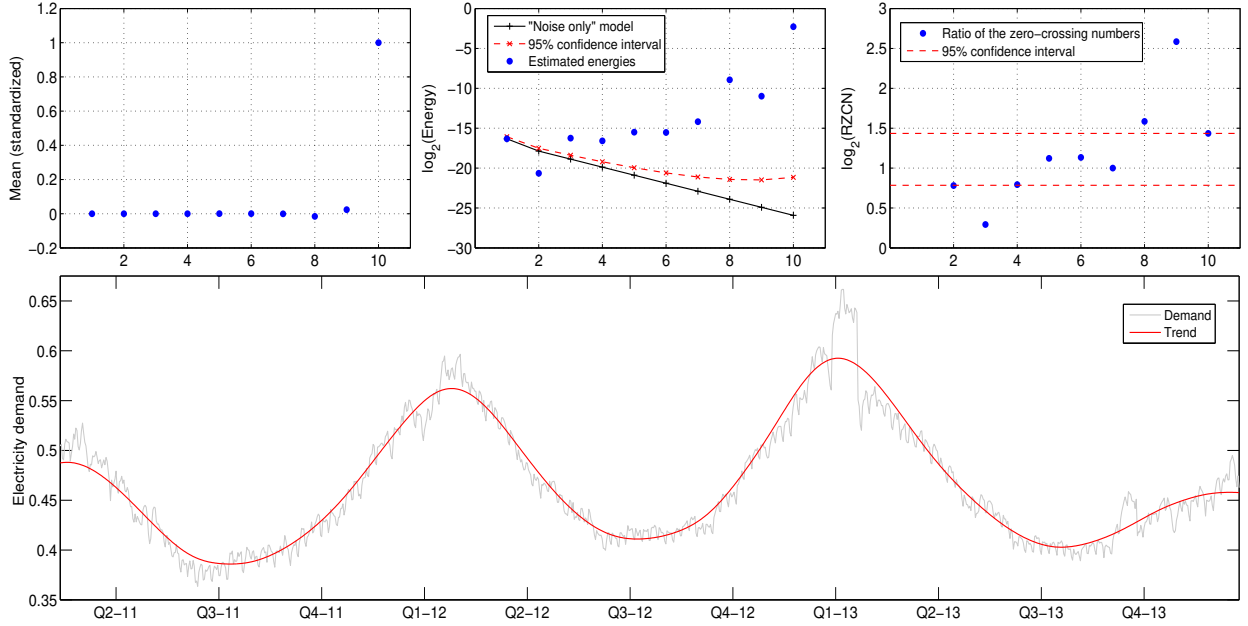 Mean (standardized)
1.2
1
0.8
0.6
0.4
0.2
0
−0.2
2 4 6 8 10
log2(Energy)
0
−5
−10
−15
−20
−25
−30
"Noise only" model
95% confidence interval
Estimated energies
2 4 6 8 10
log2(RZCN)
3
2.5
2
1.5
1
0.5
0
Ratio of the zero−crossing numbers
95% confidence interval
2 4 6 8 10
Electricity demand
0.65
0.6
0.55
0.5
0.45
0.4
0.35
Demand
Trend
Q2−11 Q3−11 Q4−11 Q1−12 Q2−12 Q3−12 Q4−12 Q1−13 Q2−13 Q3−13 Q4−13